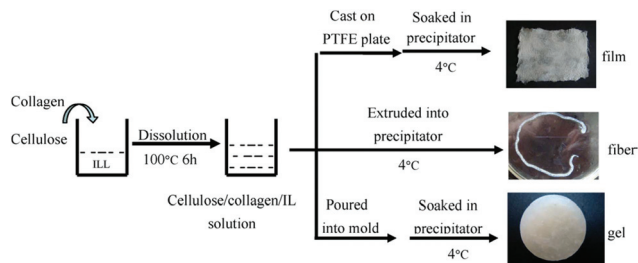 Collagen
Cellulose
ILL
Dissolution
100°C 6h
Cellulose/collagen/IL
solution
Cast on
PTFE plate
Soaked in
precipitator
4°C
film
Extruded into
precipitator
4°C
fiber
Poured
into mold
Soaked in
precipitator
4°C
gel